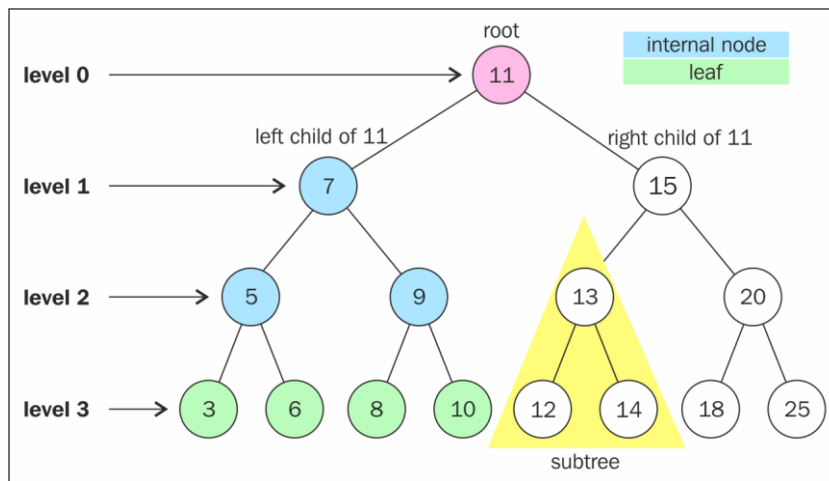 root
internal node
level 0
11
leaf
left child of 11
right child of 11
level 1
7
15
level 2
5
9
13
20
level 3
3
6
8
10
12
14
18
25
subtree